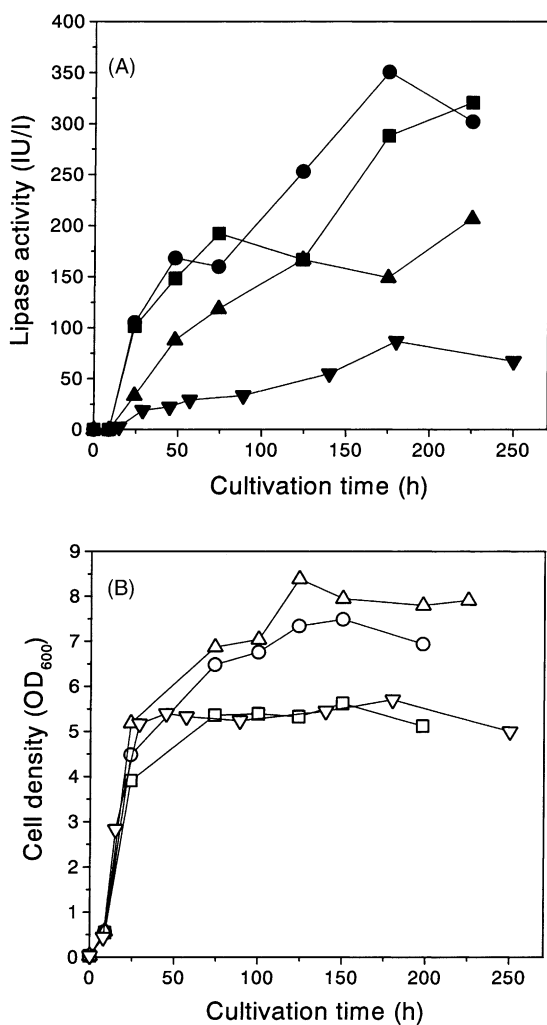 400
(A)
350
300
250
200
150
100
50
0
Lipase activity (IU/l)
0 50 100 150 200 250
Cultivation time (h)
9
(B)
8
7
6
5
4
3
2
1
0
Cell density (OD600)
0 50 100 150 200 250
Cultivation time (h)